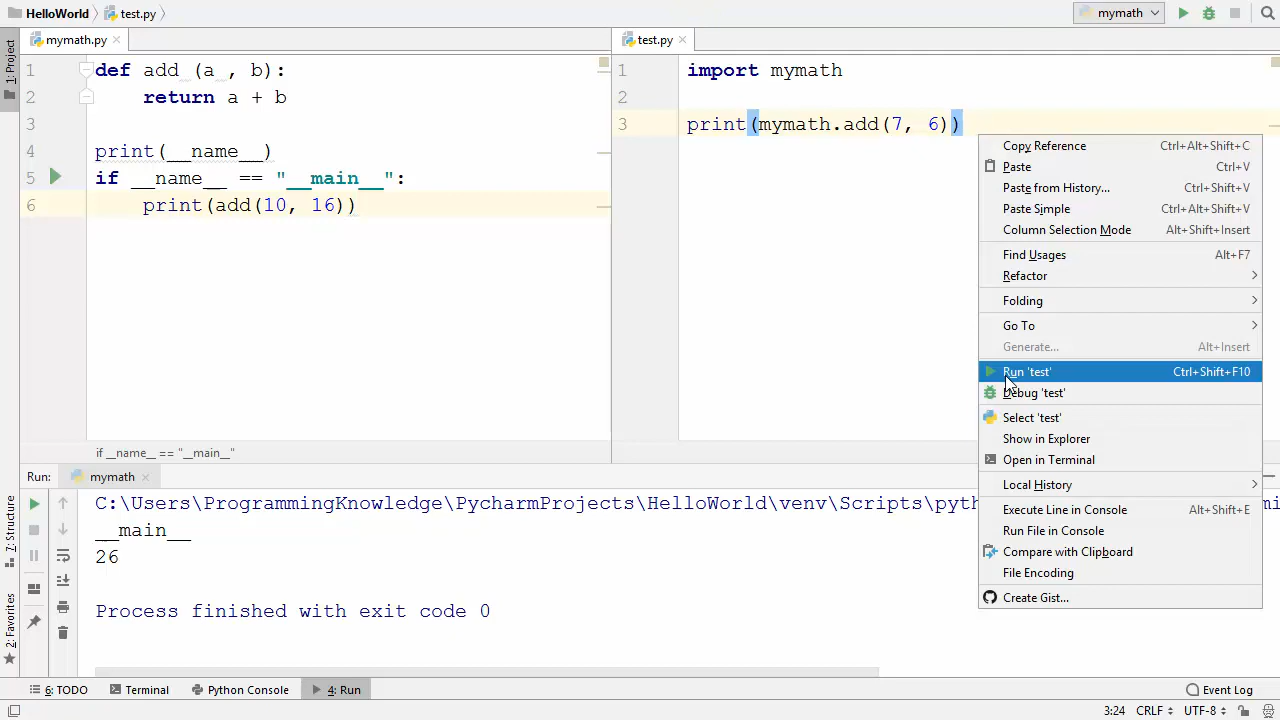 HelloWorld test.py mymath
mymath.py
1 def add (a , b):
2 return a + b
3
4 print(__name__)
5 if __name__ == "__main__":
6 print(add(10, 16))
if __name__ == "__main__"
test.py
1 import mymath
2
3 print(mymath.add(7, 6))
Copy Reference Ctrl+Alt+Shift+C
Paste Ctrl+V
Paste from History... Ctrl+Shift+V
Paste Simple Ctrl+Alt+Shift+V
Column Selection Mode Alt+Shift+Insert
Find Usages Alt+F7
Refactor
Folding
Go To
Generate... Alt+Insert
Run 'test' Ctrl+Shift+F10
Debug 'test'
Select 'test'
Show in Explorer
Open in Terminal
Local History
Execute Line in Console Alt+Shift+E
Run File in Console
Compare with Clipboard
File Encoding
Create Gist...
1: Project
7: Structure
2: Favorites
Run: mymath
C:\Users\ProgrammingKnowledge\PycharmProjects\HelloWorld\venv\Scripts\pyth
__main__
26
Process finished with exit code 0
6: TODO Terminal Python Console 4: Run Event Log
3:24 CRLF UTF-8